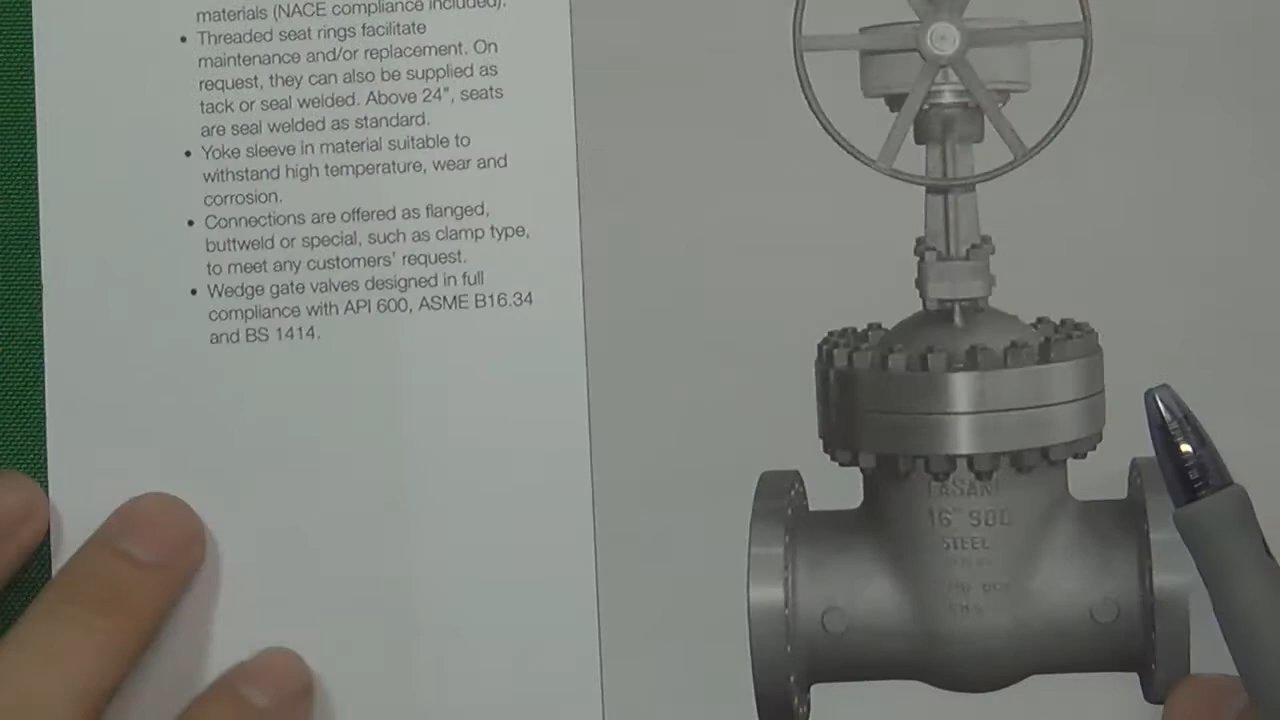 materials (NACE compliance included).
• Threaded seat rings facilitate
maintenance and/or replacement. On
request, they can also be supplied as
tack or seal welded. Above 24", seats
are seal welded as standard.
• Yoke sleeve in material suitable to
withstand high temperature, wear and
corrosion.
• Connections are offered as flanged,
buttweld or special, such as clamp type,
to meet any customers' request.
• Wedge gate valves designed in full
compliance with API 600, ASME B16.34
and BS 1414.
16"
STEEL